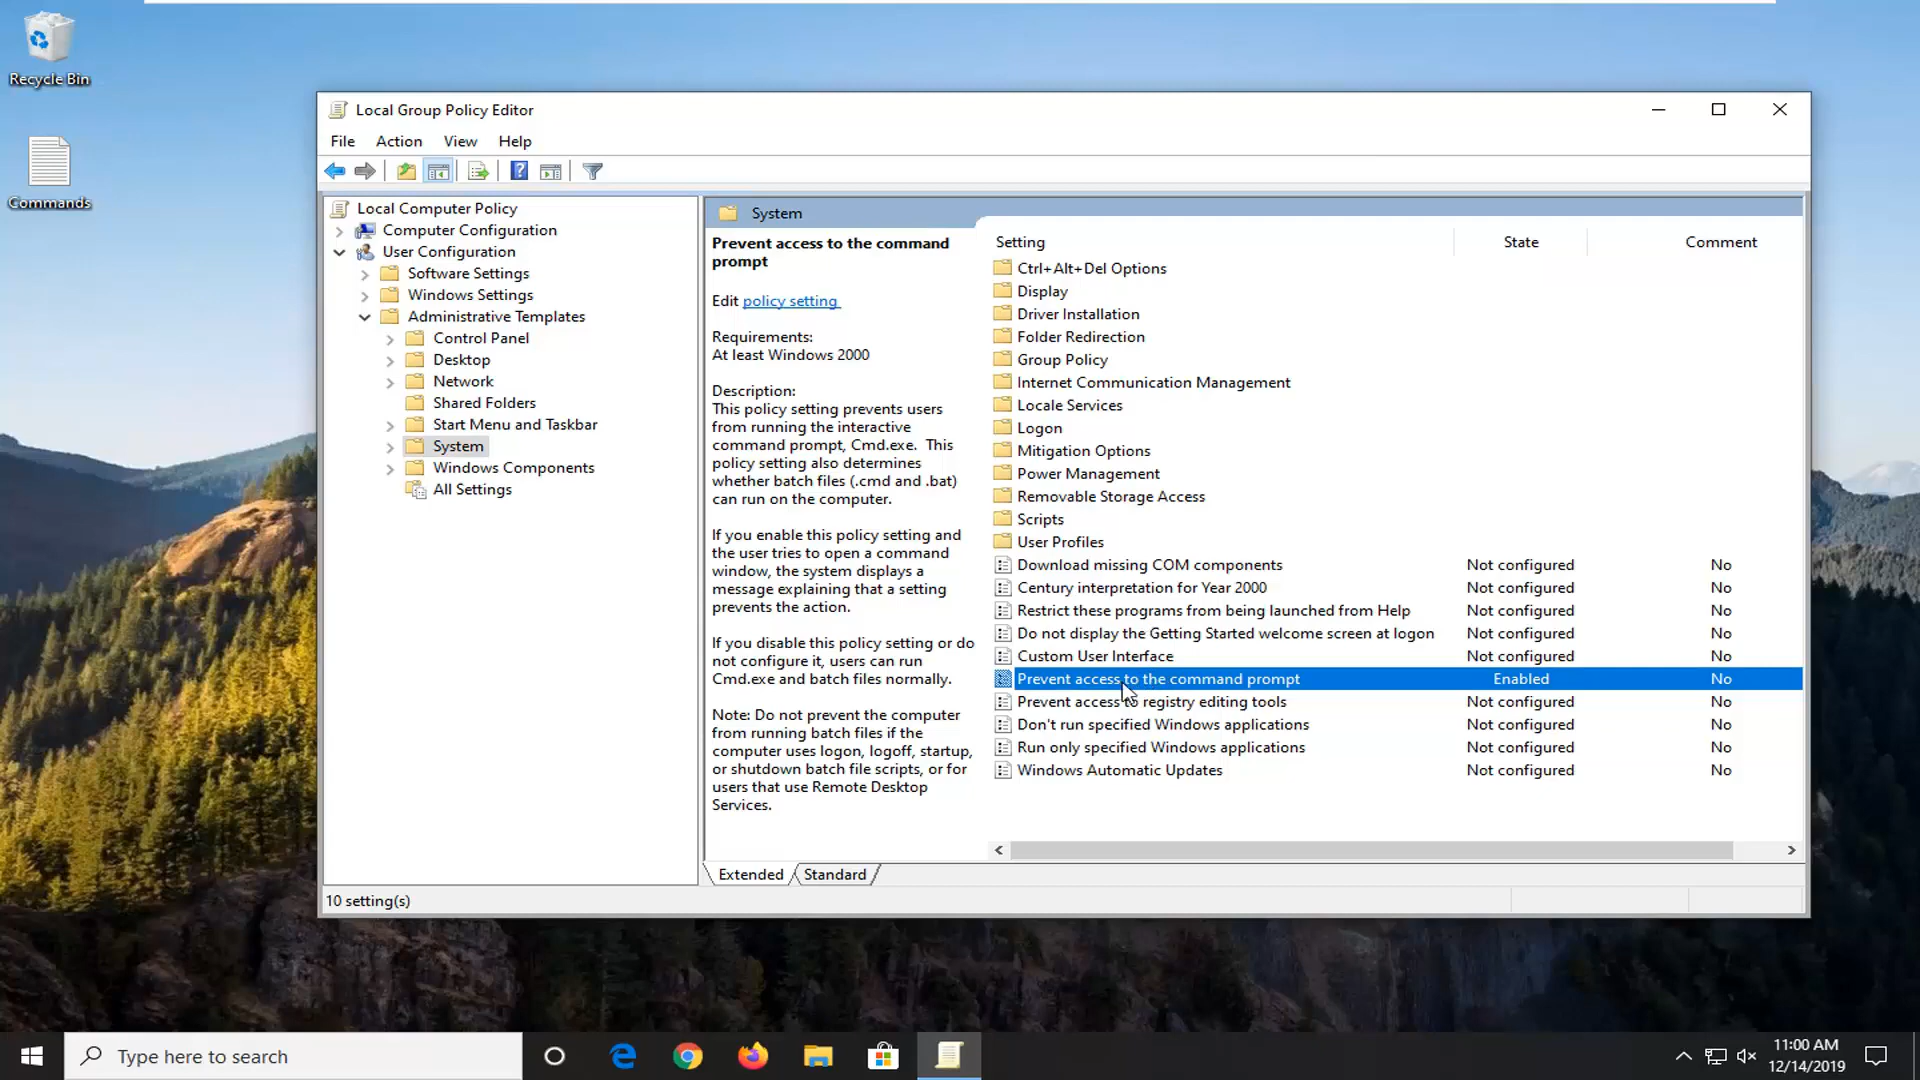 Recycle Bin
Commands
Local Group Policy Editor
File Action View Help
Local Computer Policy
Computer Configuration
User Configuration
Software Settings
Windows Settings
Administrative Templates
Control Panel
Desktop
Network
Shared Folders
Start Menu and Taskbar
System
Windows Components
All Settings
System
Prevent access to the command
prompt
Edit policy setting
Requirements:
At least Windows 2000
Description:
This policy setting prevents users
from running the interactive
command prompt, Cmd.exe. This
policy setting also determines
whether batch files (.cmd and .bat)
can run on the computer.
If you enable this policy setting and
the user tries to open a command
window, the system displays a
message explaining that a setting
prevents the action.
If you disable this policy setting or do
not configure it, users can run
Cmd.exe and batch files normally.
Note: Do not prevent the computer
from running batch files if the
computer uses logon, logoff, startup,
or shutdown batch file scripts, or for
users that use Remote Desktop
Services.
Setting State Comment
Ctrl+Alt+Del Options
Display
Driver Installation
Folder Redirection
Group Policy
Internet Communication Management
Locale Services
Logon
Mitigation Options
Power Management
Removable Storage Access
Scripts
User Profiles
Download missing COM components Not configured No
Century interpretation for Year 2000 Not configured No
Restrict these programs from being launched from Help Not configured No
Do not display the Getting Started welcome screen at logon Not configured No
Custom User Interface Not configured No
Prevent access to the command prompt Enabled No
Prevent access to registry editing tools Not configured No
Don't run specified Windows applications Not configured No
Run only specified Windows applications Not configured No
Windows Automatic Updates Not configured No
Extended Standard
10 setting(s)
Type here to search
11:00 AM
12/14/2019